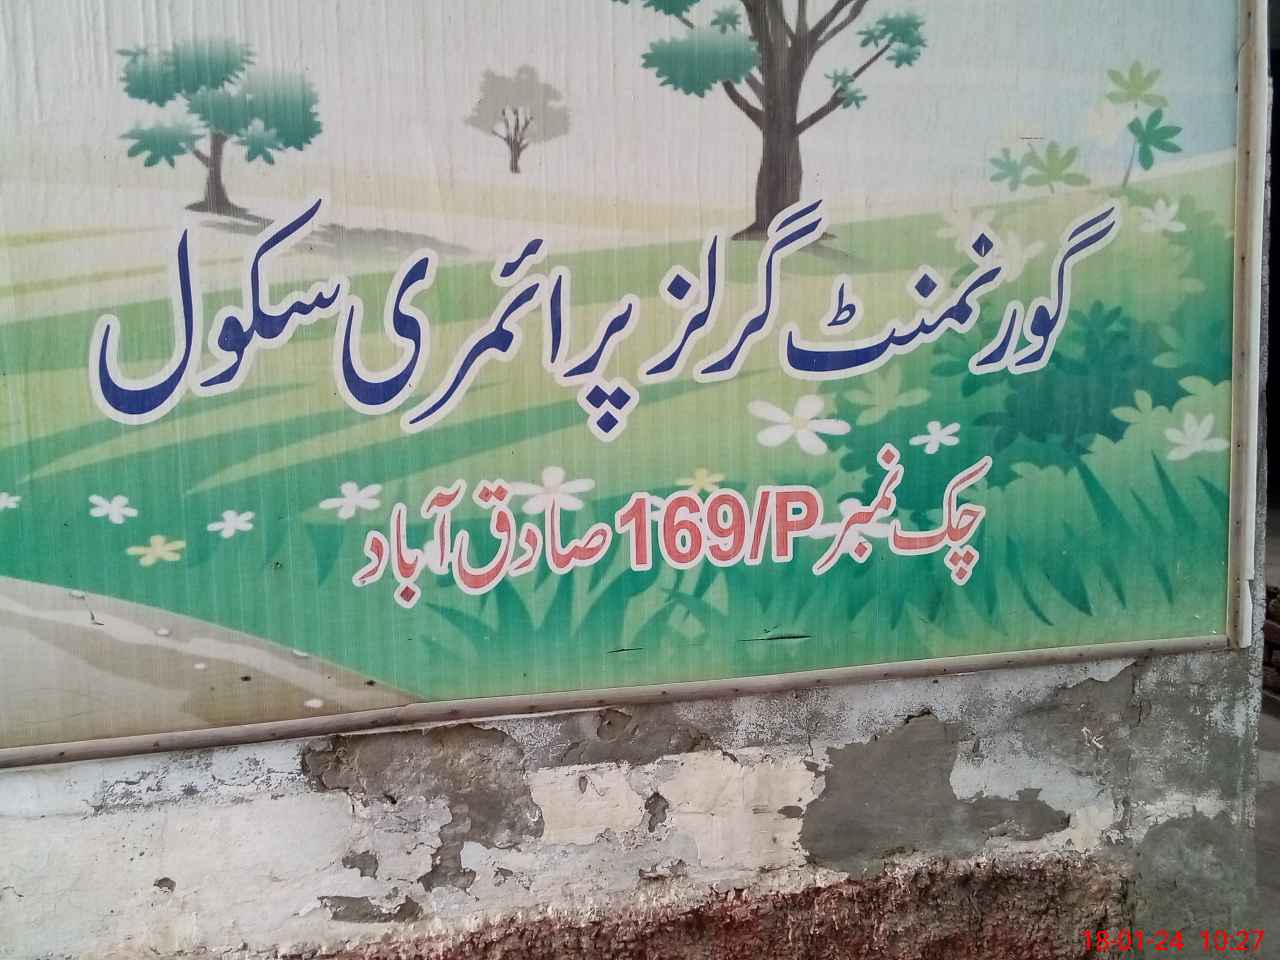 گورنمنٹ گرلز پرائمری سکول
چک نمبر 169/P صادق آباد
18-01-24 10:27